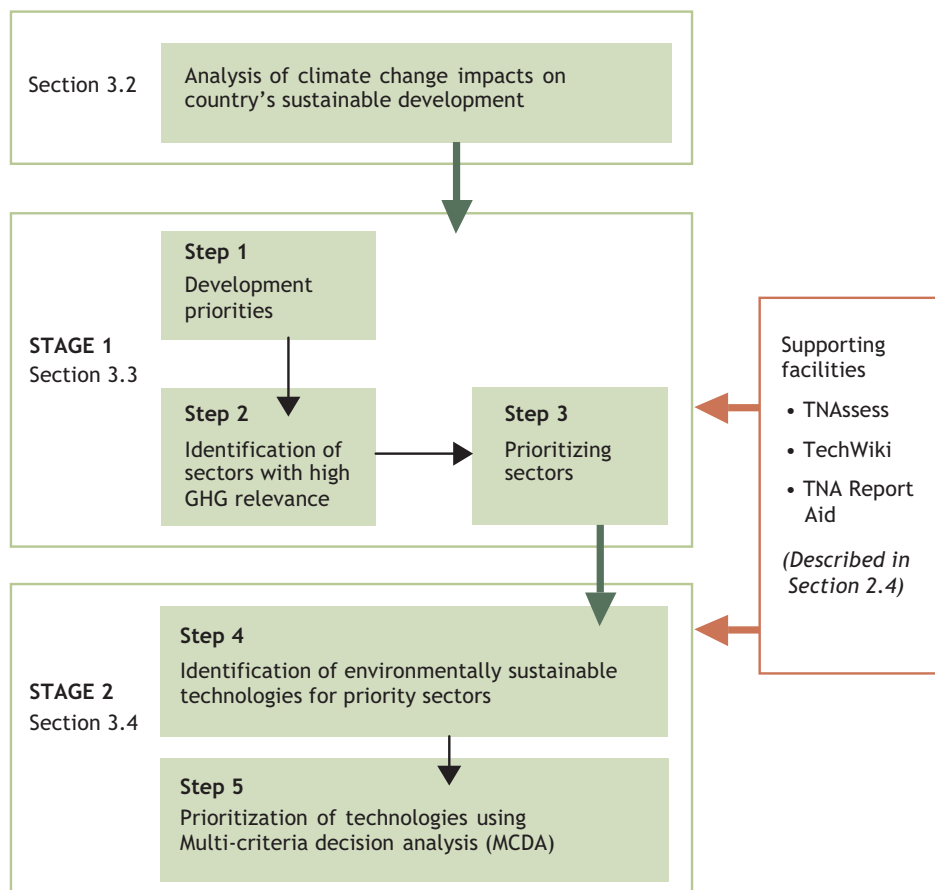 Section 3.2
Analysis of climate change impacts on
country’s sustainable development
STAGE 1
Section 3.3
Step 1
Development
priorities
Step 2
Identification of
sectors with high
GHG relevance
Step 3
Prioritizing
sectors
Supporting
facilities
• TNAssess
• TechWiki
• TNA Report
Aid
(Described in
Section 2.4)
STAGE 2
Section 3.4
Step 4
Identification of environmentally sustainable
technologies for priority sectors
Step 5
Prioritization of technologies using
Multi-criteria decision analysis (MCDA)